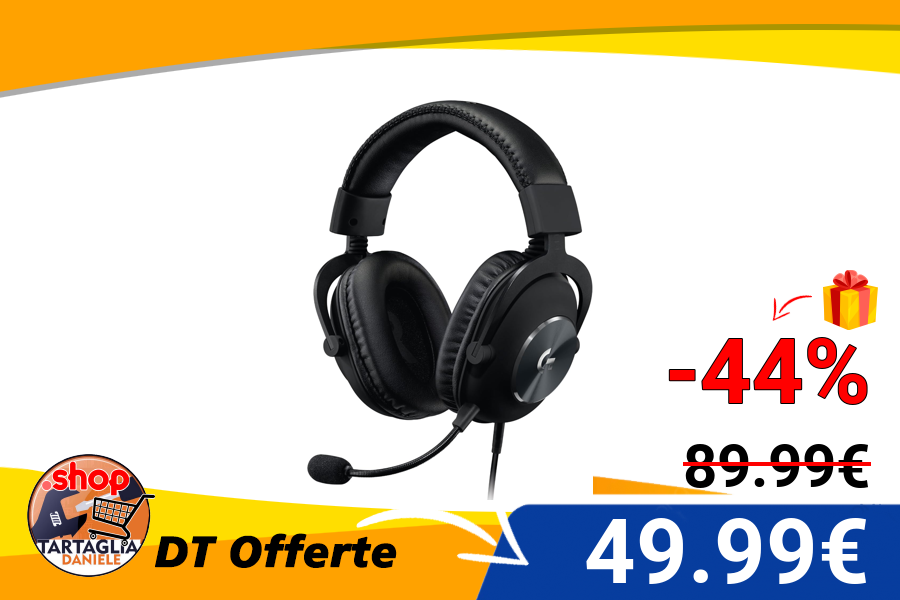 -44%
89.99€
49.99€
.shop
TARTAGLIA
DANIELE
DT Offerte